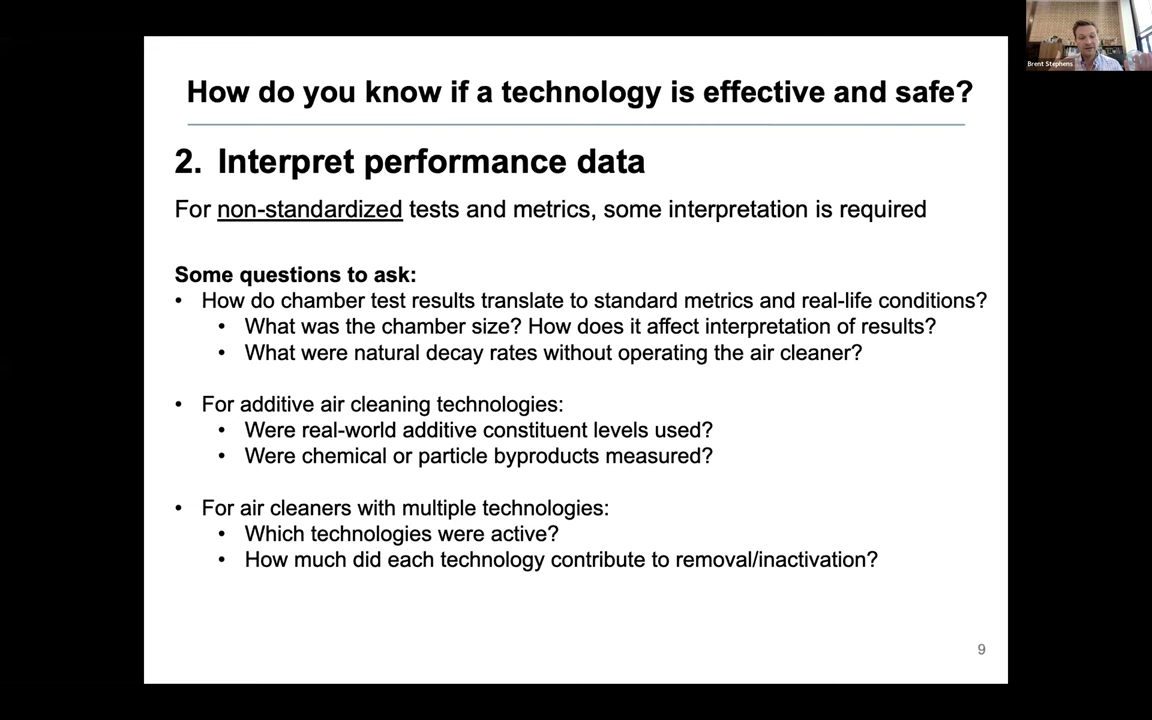 How do you know if a technology is effective and safe?
2. Interpret performance data
For non-standardized tests and metrics, some interpretation is required
Some questions to ask:
• How do chamber test results translate to standard metrics and real-life conditions?
• What was the chamber size? How does it affect interpretation of results?
• What were natural decay rates without operating the air cleaner?
• For additive air cleaning technologies:
• Were real-world additive constituent levels used?
• Were chemical or particle byproducts measured?
• For air cleaners with multiple technologies:
• Which technologies were active?
• How much did each technology contribute to removal/inactivation?
9
Brent Stephens